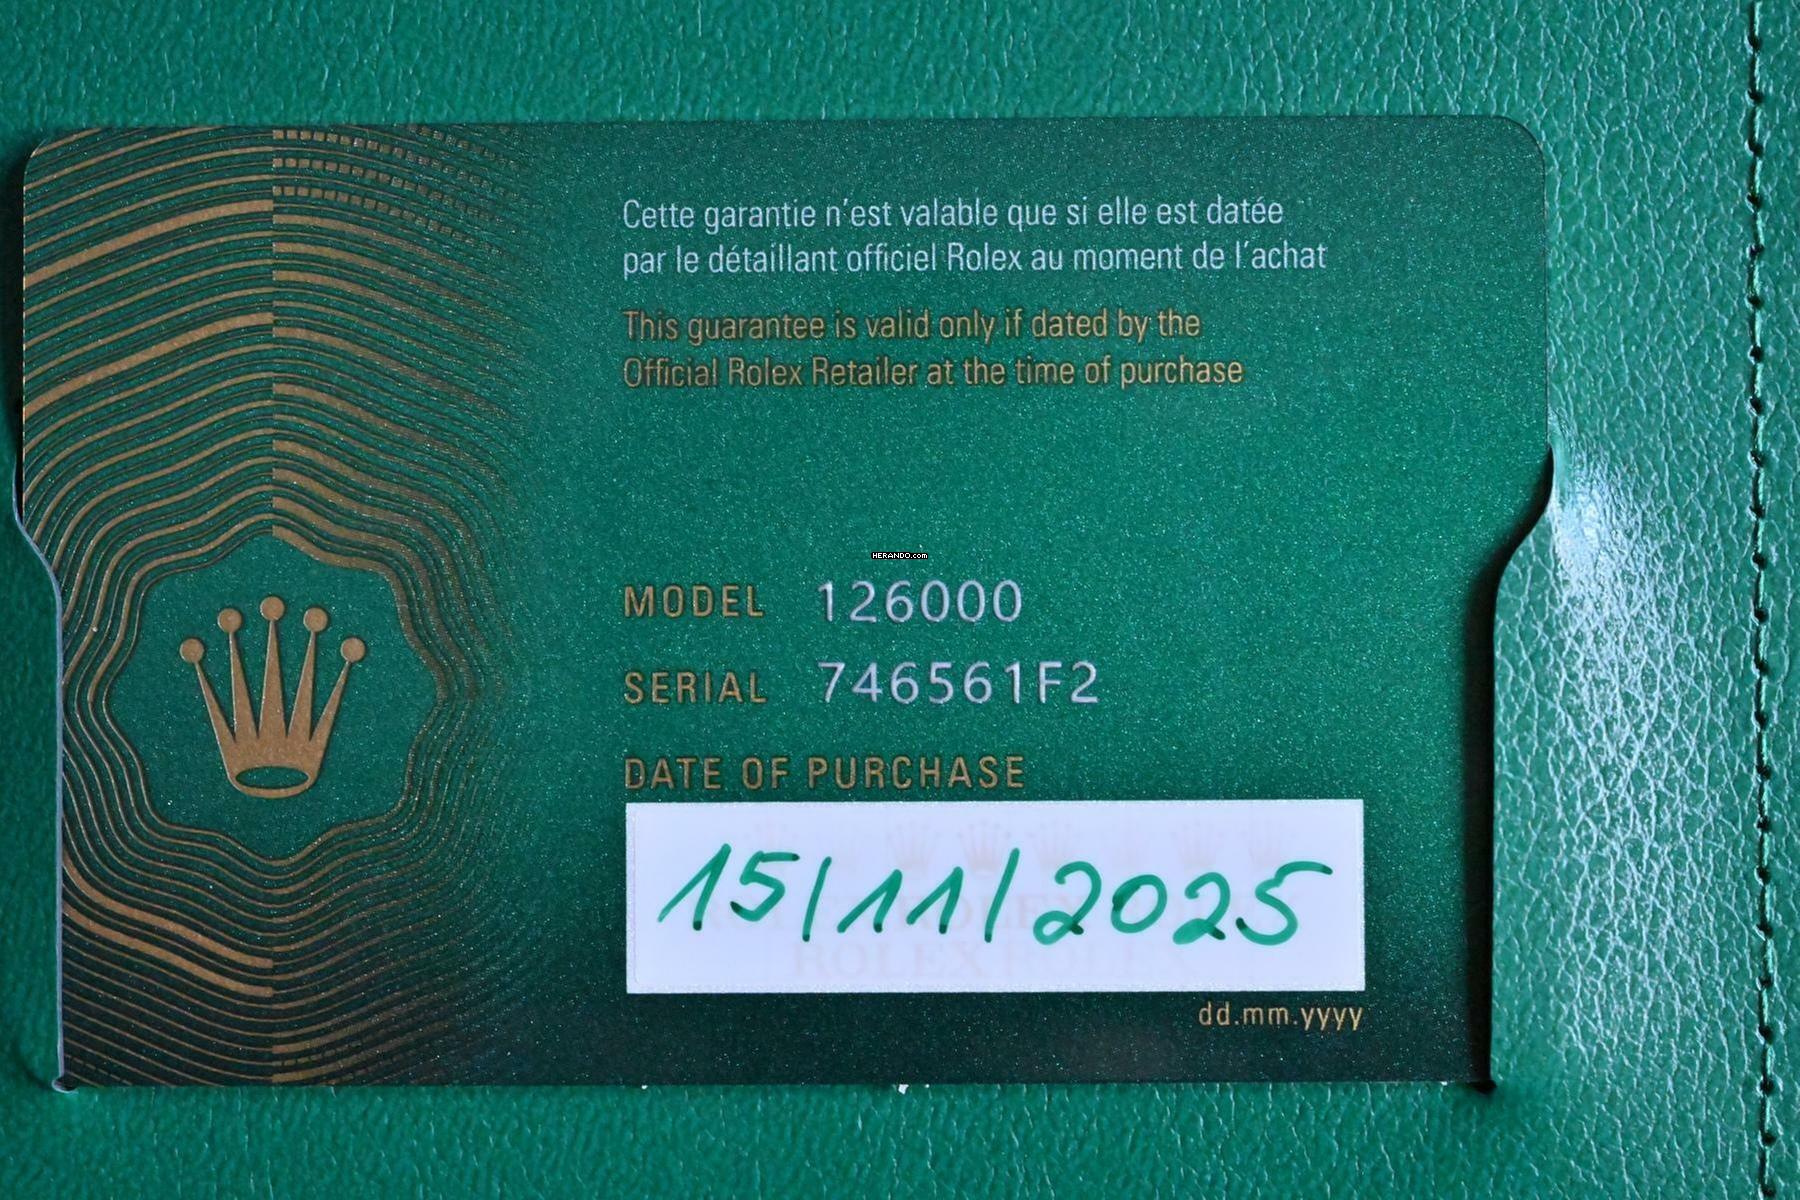 Cette garantie n'est valable que si elle est datée
par le détaillant officiel Rolex au moment de l'achat
This guarantee is valid only if dated by the
Official Rolex Retailer at the time of purchase
HERANDO.com
MODEL 126000
SERIAL 746561F2
DATE OF PURCHASE
15/11/2025
ROLEX ROLEX
dd.mm.yyyy